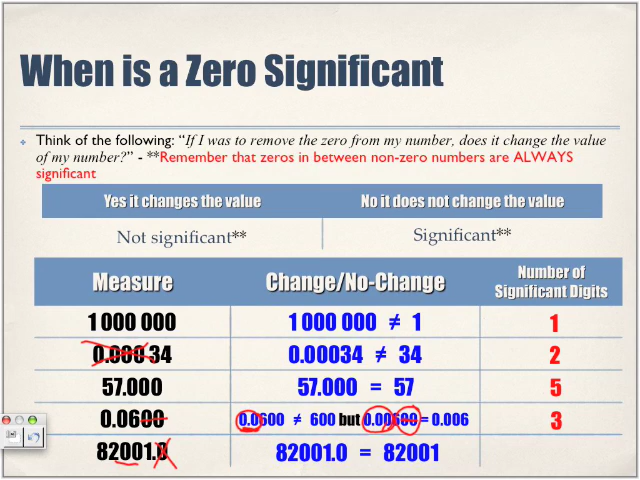 When is a Zero Significant
Think of the following: “If I was to remove the zero from my number, does it change the value
of my number?” - **Remember that zeros in between non-zero numbers are ALWAYS
significant
Yes it changes the value No it does not change the value
Not significant** Significant**
Measure Change/No-Change Number of
Significant Digits
1 000 000 1 000 000 ≠ 1 1
0.000 34 0.00034 ≠ 34 2
57.000 57.000 = 57 5
0.0600 0.0600 ≠ 600 but 0.00600 = 0.006 3
82001.0 82001.0 = 82001